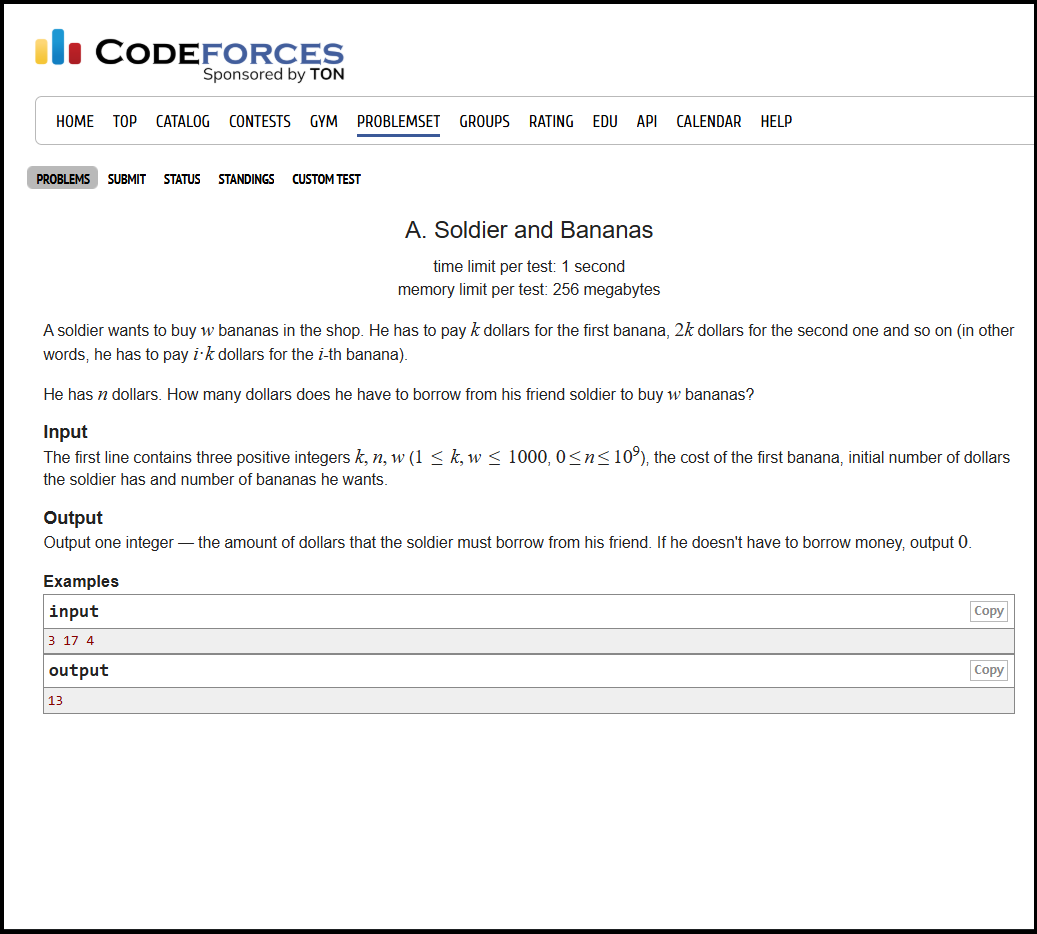 CODEFORCES
Sponsored by TON
HOME TOP CATALOG CONTESTS GYM PROBLEMSET GROUPS RATING EDU API CALENDAR HELP
PROBLEMS SUBMIT STATUS STANDINGS CUSTOM TEST
A. Soldier and Bananas
time limit per test: 1 second
memory limit per test: 256 megabytes
A soldier wants to buy w bananas in the shop. He has to pay k dollars for the first banana, 2k dollars for the second one and so on (in other
words, he has to pay i·k dollars for the i-th banana).
He has n dollars. How many dollars does he have to borrow from his friend soldier to buy w bananas?
Input
The first line contains three positive integers k, n, w (1 ≤ k, w ≤ 1000, 0 ≤ n ≤ 10⁹), the cost of the first banana, initial number of dollars
the soldier has and number of bananas he wants.
Output
Output one integer — the amount of dollars that the soldier must borrow from his friend. If he doesn't have to borrow money, output 0.
Examples
input Copy
3 17 4
output Copy
13